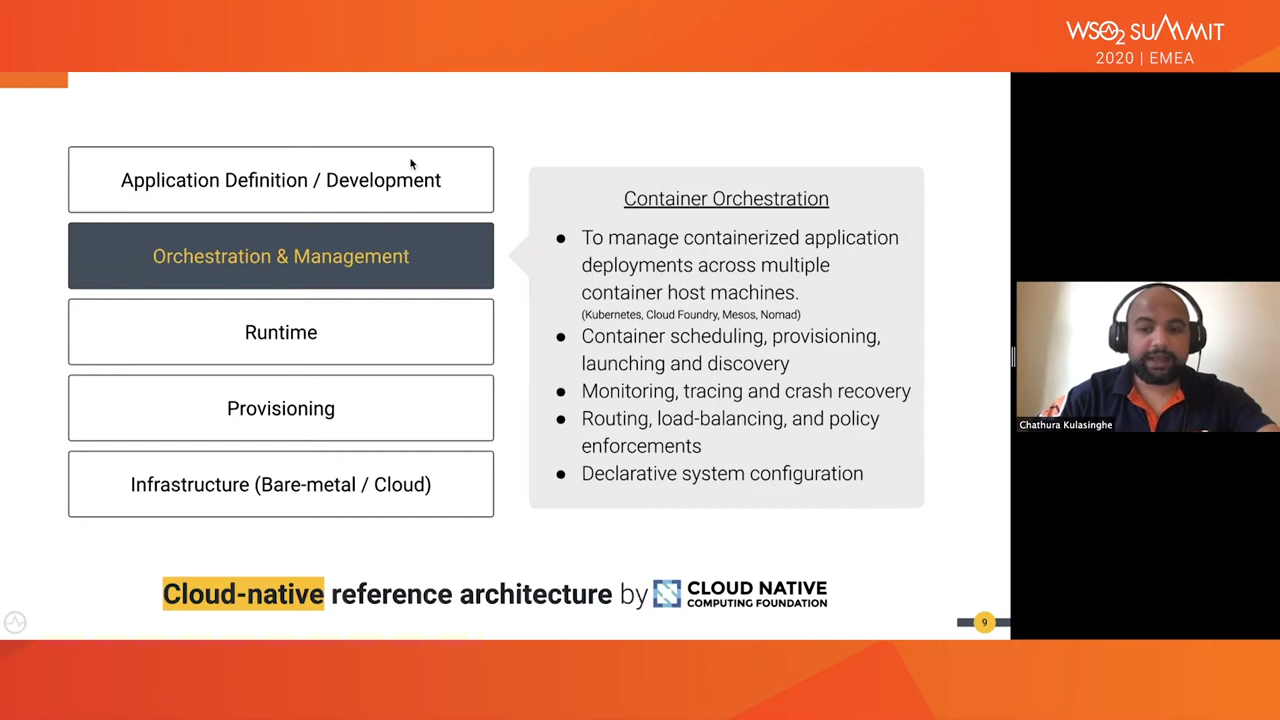 WSO2 SUMMIT
2020 | EMEA
Application Definition / Development
Orchestration & Management
Runtime
Provisioning
Infrastructure (Bare-metal / Cloud)
Container Orchestration
● To manage containerized application
deployments across multiple
container host machines.
(Kubernetes, Cloud Foundry, Mesos, Nomad)
● Container scheduling, provisioning,
launching and discovery
● Monitoring, tracing and crash recovery
● Routing, load-balancing, and policy
enforcements
● Declarative system configuration
Chathura Kulasinghe
Cloud-native reference architecture by CLOUD NATIVE
COMPUTING FOUNDATION
9